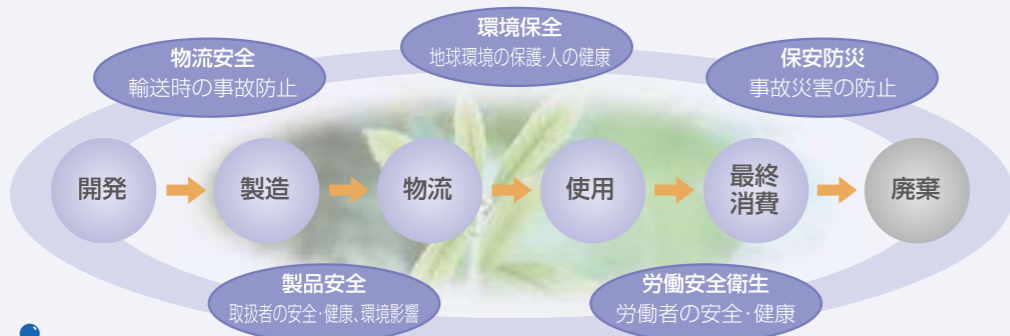 環境保全
地球環境の保護・人の健康
物流安全
輸送時の事故防止
保安防災
事故災害の防止
開発
製造
物流
使用
最終
消費
廃棄
製品安全
取扱者の安全・健康、環境影響
労働安全衛生
労働者の安全・健康